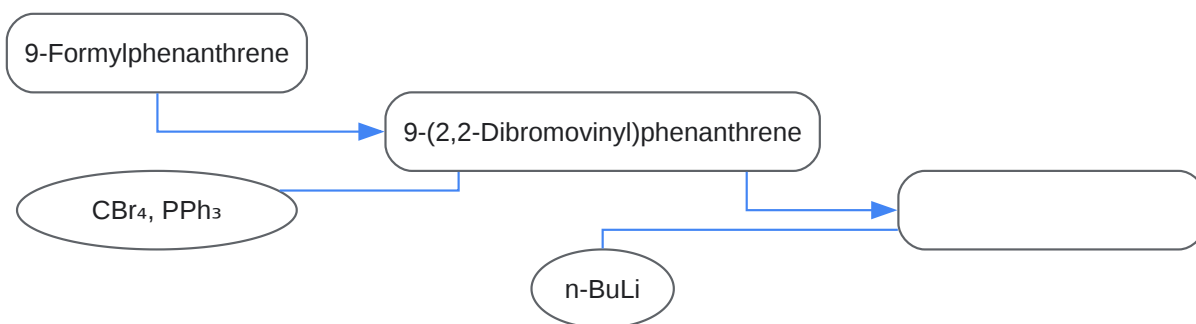 9-Formylphenanthrene
9-(2,2-Dibromovinyl)phenanthrene
CBr₄, PPh₃
n-BuLi